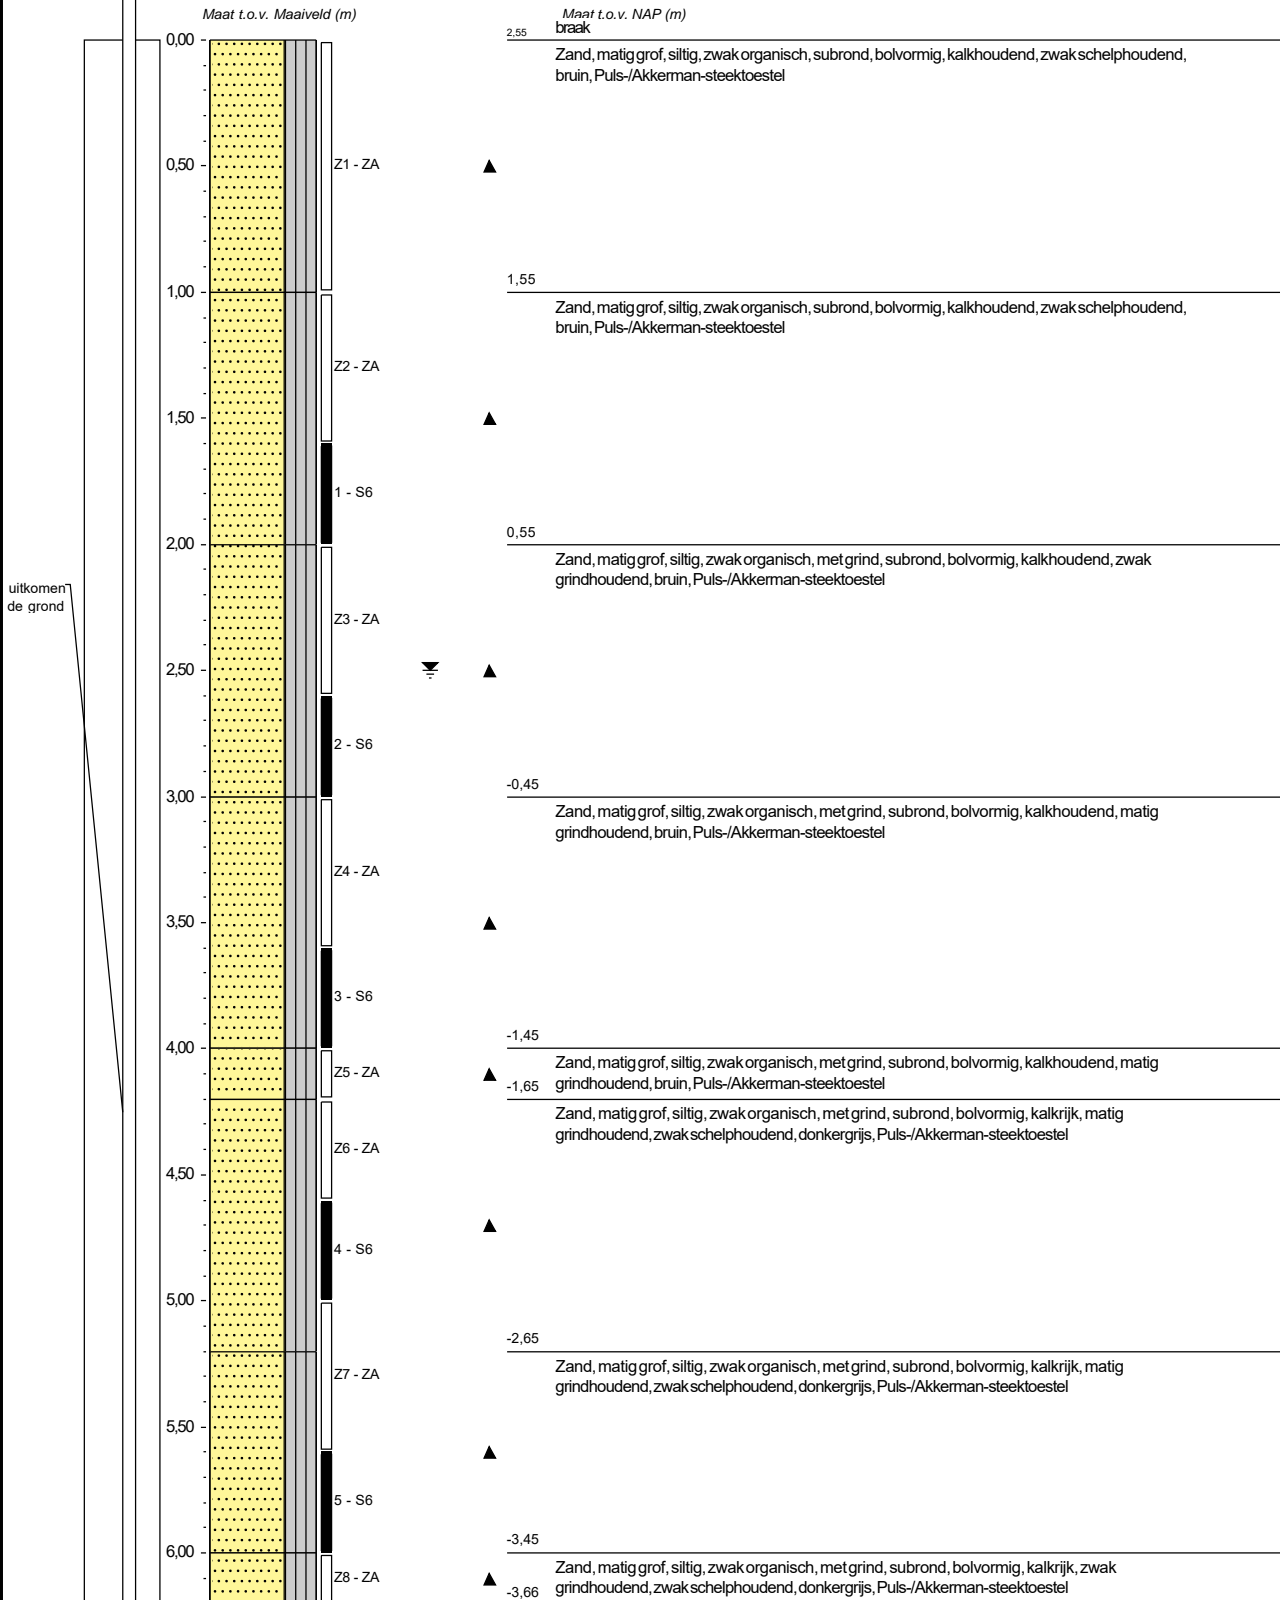 Maat t.o.v. Maaiveld (m)
Maat t.o.v. NAP (m)
braak
2,55
0,00
Zand, matig grof, siltig, zwak organisch, subrond, bolvormig, kalkhoudend, zwak schelphoudend,
bruin, Puls-/Akkerman-steektoestel
0,50
Z1 - ZA
1,55
1,00
Zand, matig grof, siltig, zwak organisch, subrond, bolvormig, kalkhoudend, zwak schelphoudend,
bruin, Puls-/Akkerman-steektoestel
Z2 - ZA
1,50
1 - S6
0,55
2,00
Zand, matig grof, siltig, zwak organisch, met grind, subrond, bolvormig, kalkhoudend, zwak
grindhoudend, bruin, Puls-/Akkerman-steektoestel
uitkomen
de grond
Z3 - ZA
2,50
2 - S6
-0,45
3,00
Zand, matig grof, siltig, zwak organisch, met grind, subrond, bolvormig, kalkhoudend, matig
grindhoudend, bruin, Puls-/Akkerman-steektoestel
Z4 - ZA
3,50
3 - S6
-1,45
4,00
Zand, matig grof, siltig, zwak organisch, met grind, subrond, bolvormig, kalkhoudend, matig
grindhoudend, bruin, Puls-/Akkerman-steektoestel
Z5 - ZA
-1,65
Zand, matig grof, siltig, zwak organisch, met grind, subrond, bolvormig, kalkrijk, matig
grindhoudend, zwak schelphoudend, donkergrijs, Puls-/Akkerman-steektoestel
Z6 - ZA
4,50
4 - S6
5,00
-2,65
Zand, matig grof, siltig, zwak organisch, met grind, subrond, bolvormig, kalkrijk, matig
grindhoudend, zwak schelphoudend, donkergrijs, Puls-/Akkerman-steektoestel
Z7 - ZA
5,50
5 - S6
-3,45
6,00
Zand, matig grof, siltig, zwak organisch, met grind, subrond, bolvormig, kalkrijk, zwak
grindhoudend, zwak schelphoudend, donkergrijs, Puls-/Akkerman-steektoestel
Z8 - ZA
-3,66